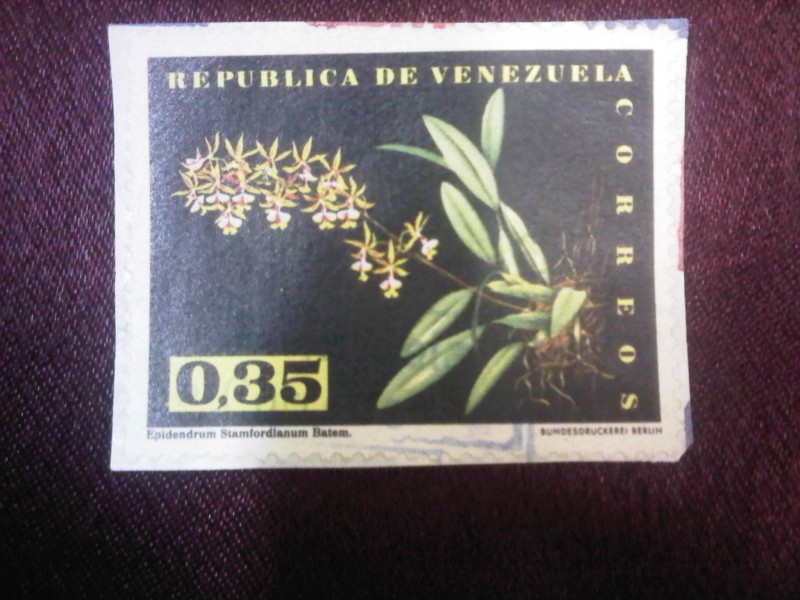 REPUBLICA DE VENEZUELA
CORREOS
0,35
Epidendrum Stamfordianum Batem.
BUNDESDRUCKEREI BERLIN